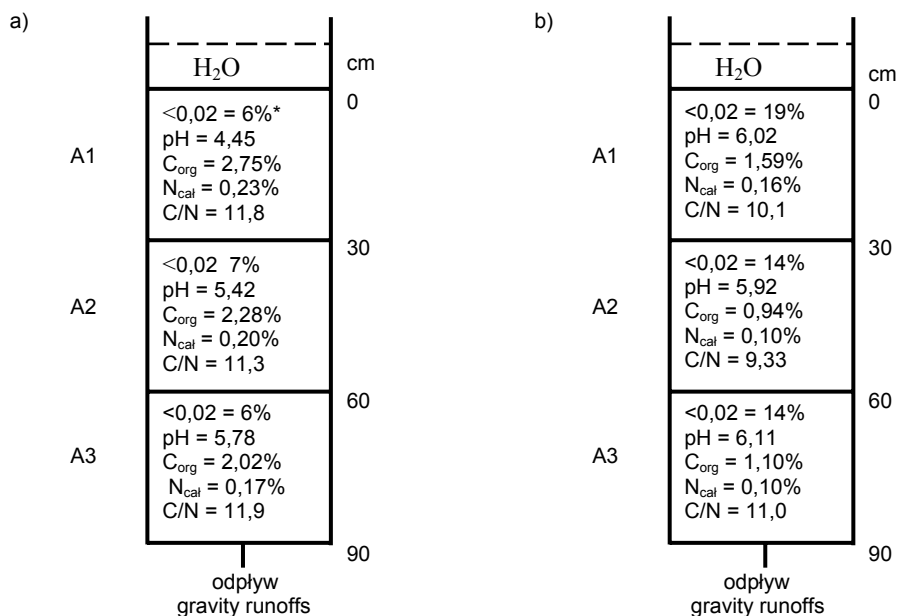 a)
H₂O
cm
0
A1
<0,02 = 6%*
pH = 4,45
Corg = 2,75%
Ncał = 0,23%
C/N = 11,8
30
A2
<0,02 7%
pH = 5,42
Corg = 2,28%
Ncał = 0,20%
C/N = 11,3
60
A3
<0,02 = 6%
pH = 5,78
Corg = 2,02%
Ncał = 0,17%
C/N = 11,9
90
odpływ
gravity runoffs
b)
H₂O
cm
0
A1
<0,02 = 19%
pH = 6,02
Corg = 1,59%
Ncał = 0,16%
C/N = 10,1
30
A2
<0,02 = 14%
pH = 5,92
Corg = 0,94%
Ncał = 0,10%
C/N = 9,33
60
A3
<0,02 = 14%
pH = 6,11
Corg = 1,10%
Ncał = 0,10%
C/N = 11,0
90
odpływ
gravity runoffs